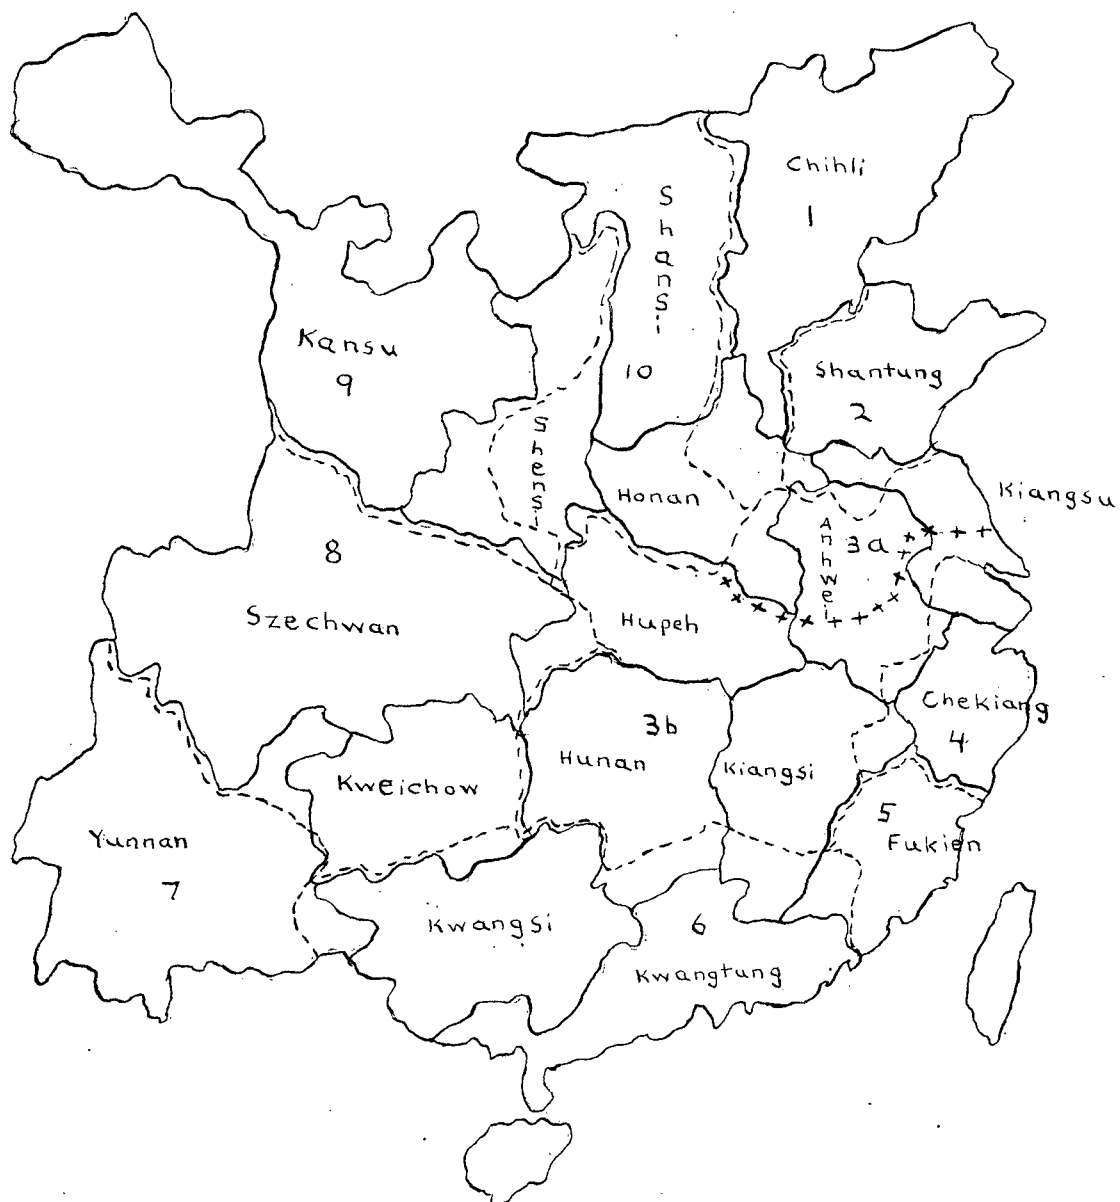 Chihli
1
Shansi
10
Kansu
9
Shantung
2
Shensi
Honan
Kiangsu
Anhwei
3a
8
Szechwan
Hupeh
Chekiang
4
3b
Hunan
Kiangsi
Kweichow
5
Fukien
Yunnan
7
Kwangsi
6
Kwangtung